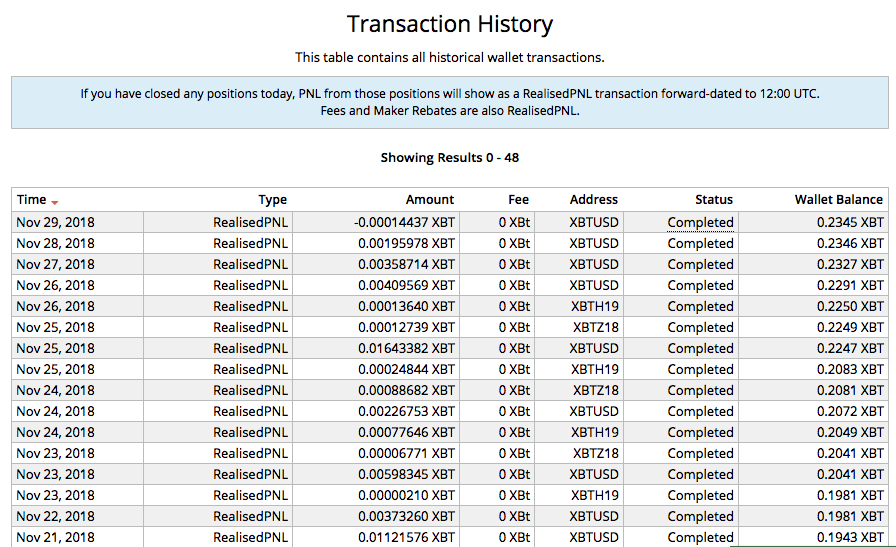 Transaction History
This table contains all historical wallet transactions.
If you have closed any positions today, PNL from those positions will show as a RealisedPNL transaction forward-dated to 12:00 UTC.
Fees and Maker Rebates are also RealisedPNL.
Showing Results 0 - 48
Time Type Amount Fee Address Status Wallet Balance
Nov 29, 2018 RealisedPNL -0.00014437 XBT 0 XBt XBTUSD Completed 0.2345 XBT
Nov 28, 2018 RealisedPNL 0.00195978 XBT 0 XBt XBTUSD Completed 0.2346 XBT
Nov 27, 2018 RealisedPNL 0.00358714 XBT 0 XBt XBTUSD Completed 0.2327 XBT
Nov 26, 2018 RealisedPNL 0.00409569 XBT 0 XBt XBTUSD Completed 0.2291 XBT
Nov 26, 2018 RealisedPNL 0.00013640 XBT 0 XBt XBTH19 Completed 0.2250 XBT
Nov 25, 2018 RealisedPNL 0.00012739 XBT 0 XBt XBTZ18 Completed 0.2249 XBT
Nov 25, 2018 RealisedPNL 0.01643382 XBT 0 XBt XBTUSD Completed 0.2247 XBT
Nov 25, 2018 RealisedPNL 0.00024844 XBT 0 XBt XBTH19 Completed 0.2083 XBT
Nov 24, 2018 RealisedPNL 0.00088682 XBT 0 XBt XBTZ18 Completed 0.2081 XBT
Nov 24, 2018 RealisedPNL 0.00226753 XBT 0 XBt XBTUSD Completed 0.2072 XBT
Nov 24, 2018 RealisedPNL 0.00077646 XBT 0 XBt XBTH19 Completed 0.2049 XBT
Nov 23, 2018 RealisedPNL 0.00006771 XBT 0 XBt XBTZ18 Completed 0.2041 XBT
Nov 23, 2018 RealisedPNL 0.00598345 XBT 0 XBt XBTUSD Completed 0.2041 XBT
Nov 23, 2018 RealisedPNL 0.00000210 XBT 0 XBt XBTH19 Completed 0.1981 XBT
Nov 22, 2018 RealisedPNL 0.00373260 XBT 0 XBt XBTUSD Completed 0.1981 XBT
Nov 21, 2018 RealisedPNL 0.01121576 XBT 0 XBt XBTUSD Completed 0.1943 XBT